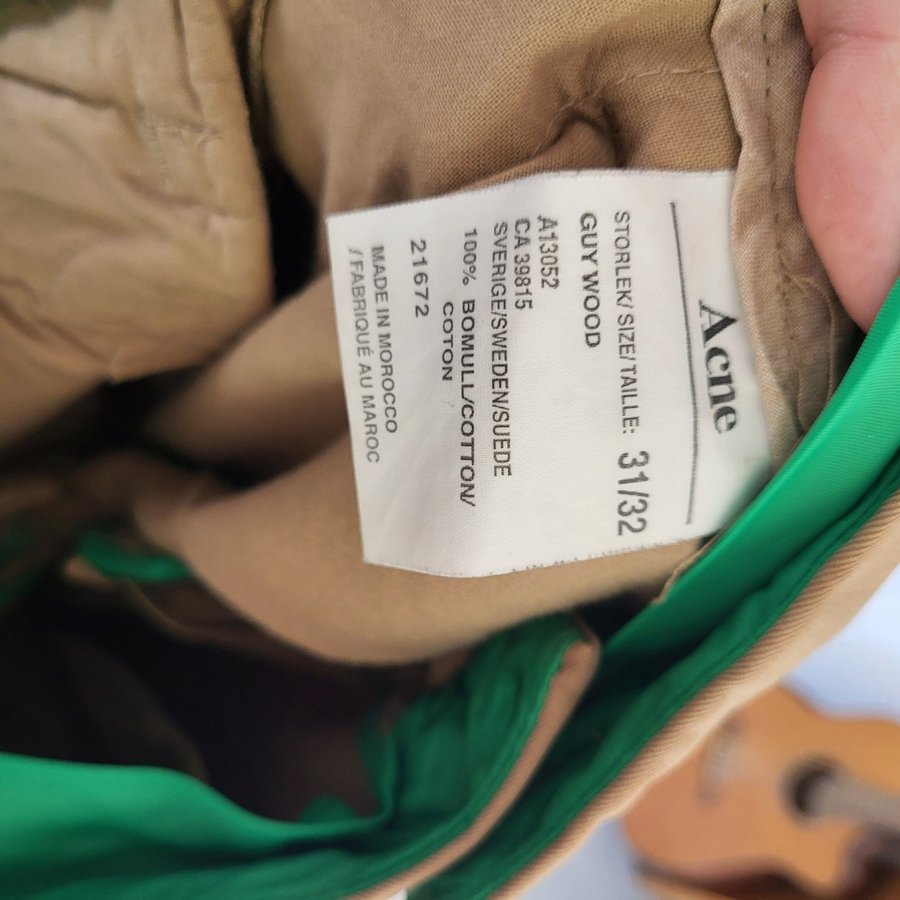 Acne
STORLEK/ SIZE/TAILLE: 31/32
GUY WOOD
A13052
CA 39815
SVERIGE/SWEDEN/SUEDE
100% BOMULL/COTTON/
COTON
21672
MADE IN MOROCCO
/ FABRIQUÉ AU MAROC